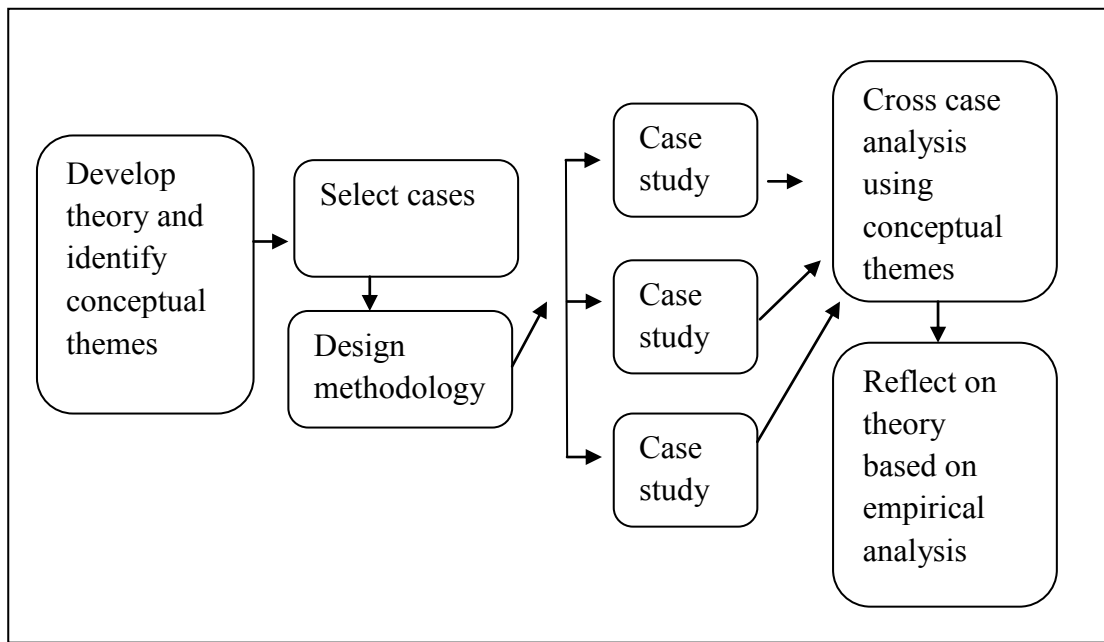 Develop
theory and
identify
conceptual
themes
Select cases
Design
methodology
Case
study
Case
study
Case
study
Cross case
analysis
using
conceptual
themes
Reflect on
theory
based on
empirical
analysis